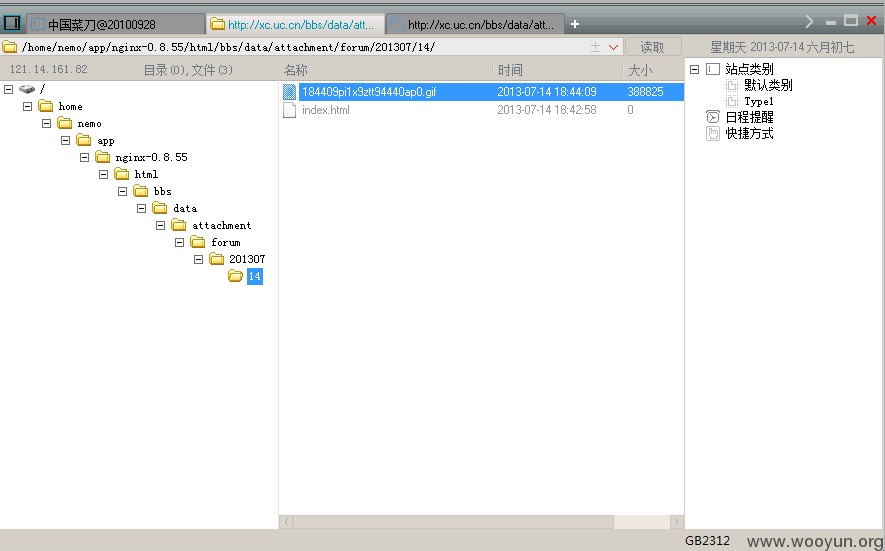 中国菜刀@20100928
http://xc.uc.cn/bbs/data/att...
http://xc.uc.cn/bbs/data/att...
+
/home/nemo/app/nginx-0.8.55/html/bbs/data/attachment/forum/201307/14/
读取
星期天 2013-07-14 六月初七
121.14.161.82
目录(0),文件(3)
名称
时间
大小
/
home
nemo
app
nginx-0.8.55
html
bbs
data
attachment
forum
201307
14
184409pi1x9ztt94440ap0.gif
2013-07-14 18:44:09
388825
index.html
2013-07-14 18:42:58
0
站点类别
默认类别
Type1
日程提醒
快捷方式
GB2312
www.wooyun.org